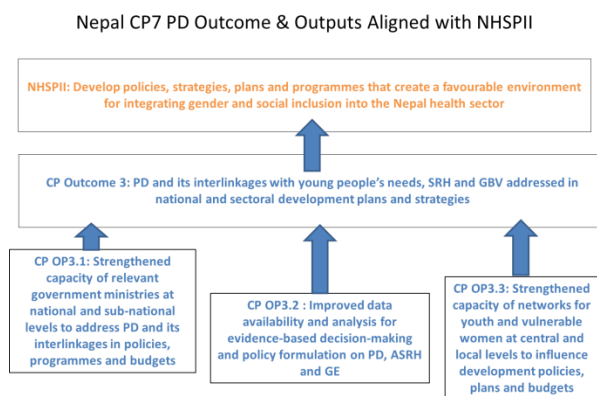 Nepal CP7 PD Outcome & Outputs Aligned with NHSPII
NHSPII: Develop policies, strategies, plans and programmes that create a favourable environment
for integrating gender and social inclusion into the Nepal health sector
CP Outcome 3: PD and its interlinkages with young people's needs, SRH and GBV addressed in
national and sectoral development plans and strategies
CP OP3.1: Strengthened
capacity of relevant
government ministries at
national and sub-national
levels to address PD and its
interlinkages in policies,
programmes and budgets
CP OP3.2 : Improved data
availability and analysis for
evidence-based decision-making
and policy formulation on PD, ASRH
and GE
CP OP3.3: Strengthened
capacity of networks for
youth and vulnerable
women at central and
local levels to influence
development policies,
plans and budgets